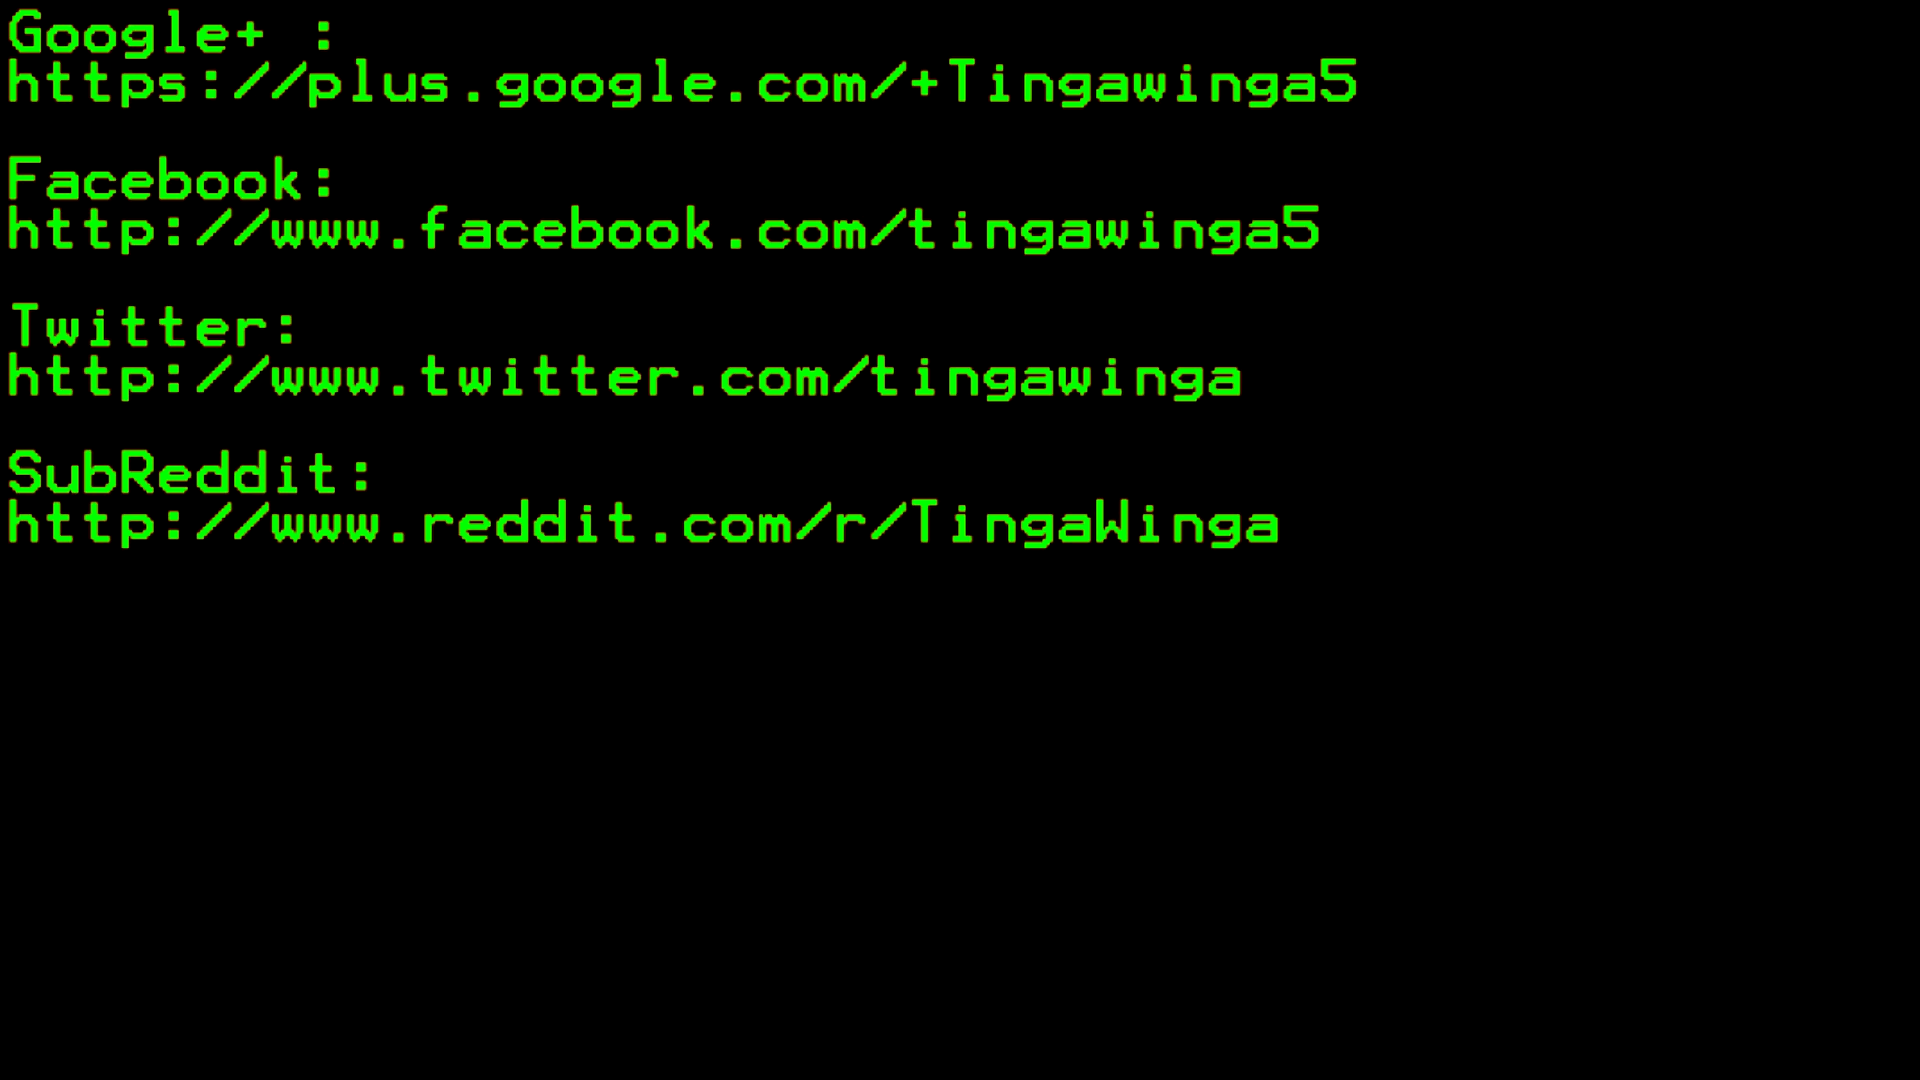 Google+ :
https://plus.google.com/+Tingawinga5
Facebook:
http://www.facebook.com/tingawinga5
Twitter:
http://www.twitter.com/tingawinga
SubReddit:
http://www.reddit.com/r/TingaWinga